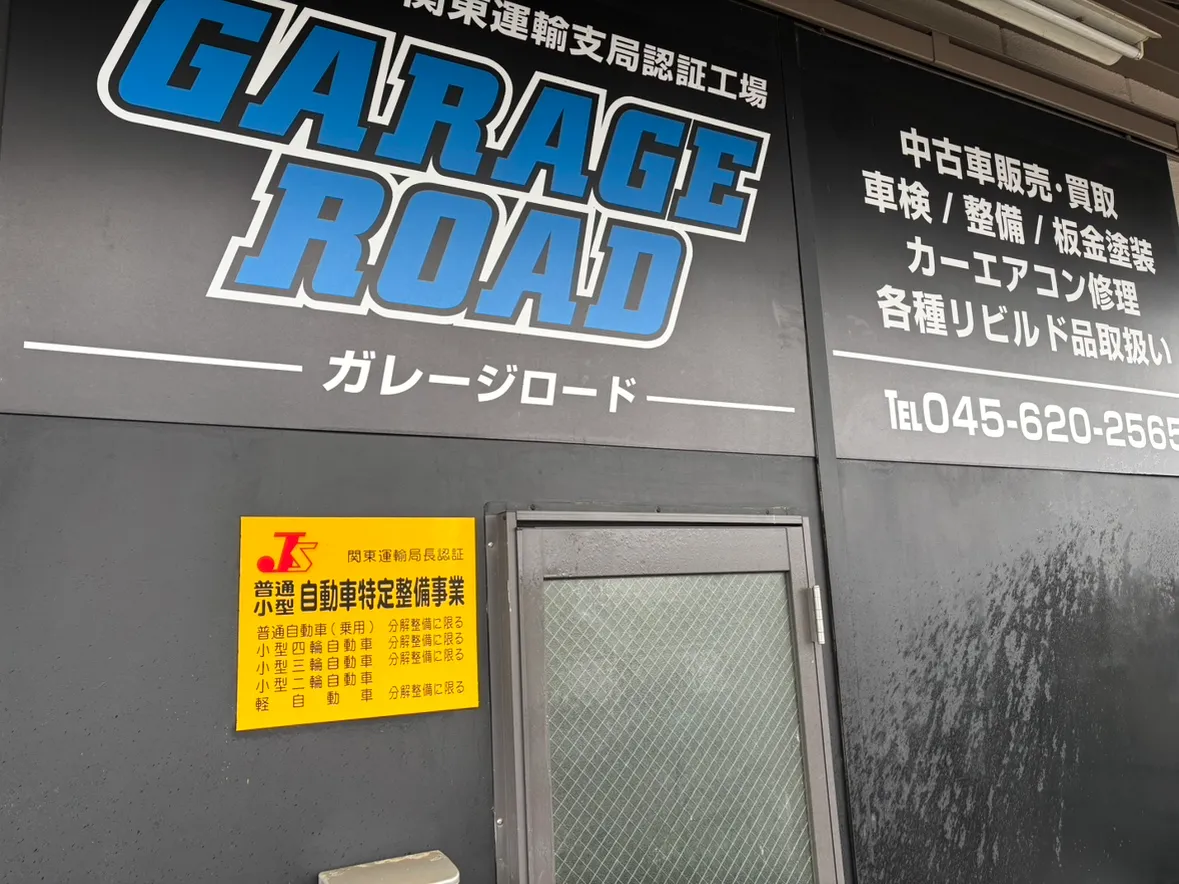 関東運輸支局認証工場
GARAGE
ROAD
ガレージロード
中古車販売・買取
車検 / 整備 / 板金塗装
カーエアコン修理
各種リビルド品取扱い
TEL045-620-2565
JS
関東運輸局長認証
普通
小型 自動車特定整備事業
普通自動車(乗用) 分解整備に限る
小型四輪自動車 分解整備に限る
小型三輪自動車 分解整備に限る
小型二輪自動車
軽自動車 分解整備に限る